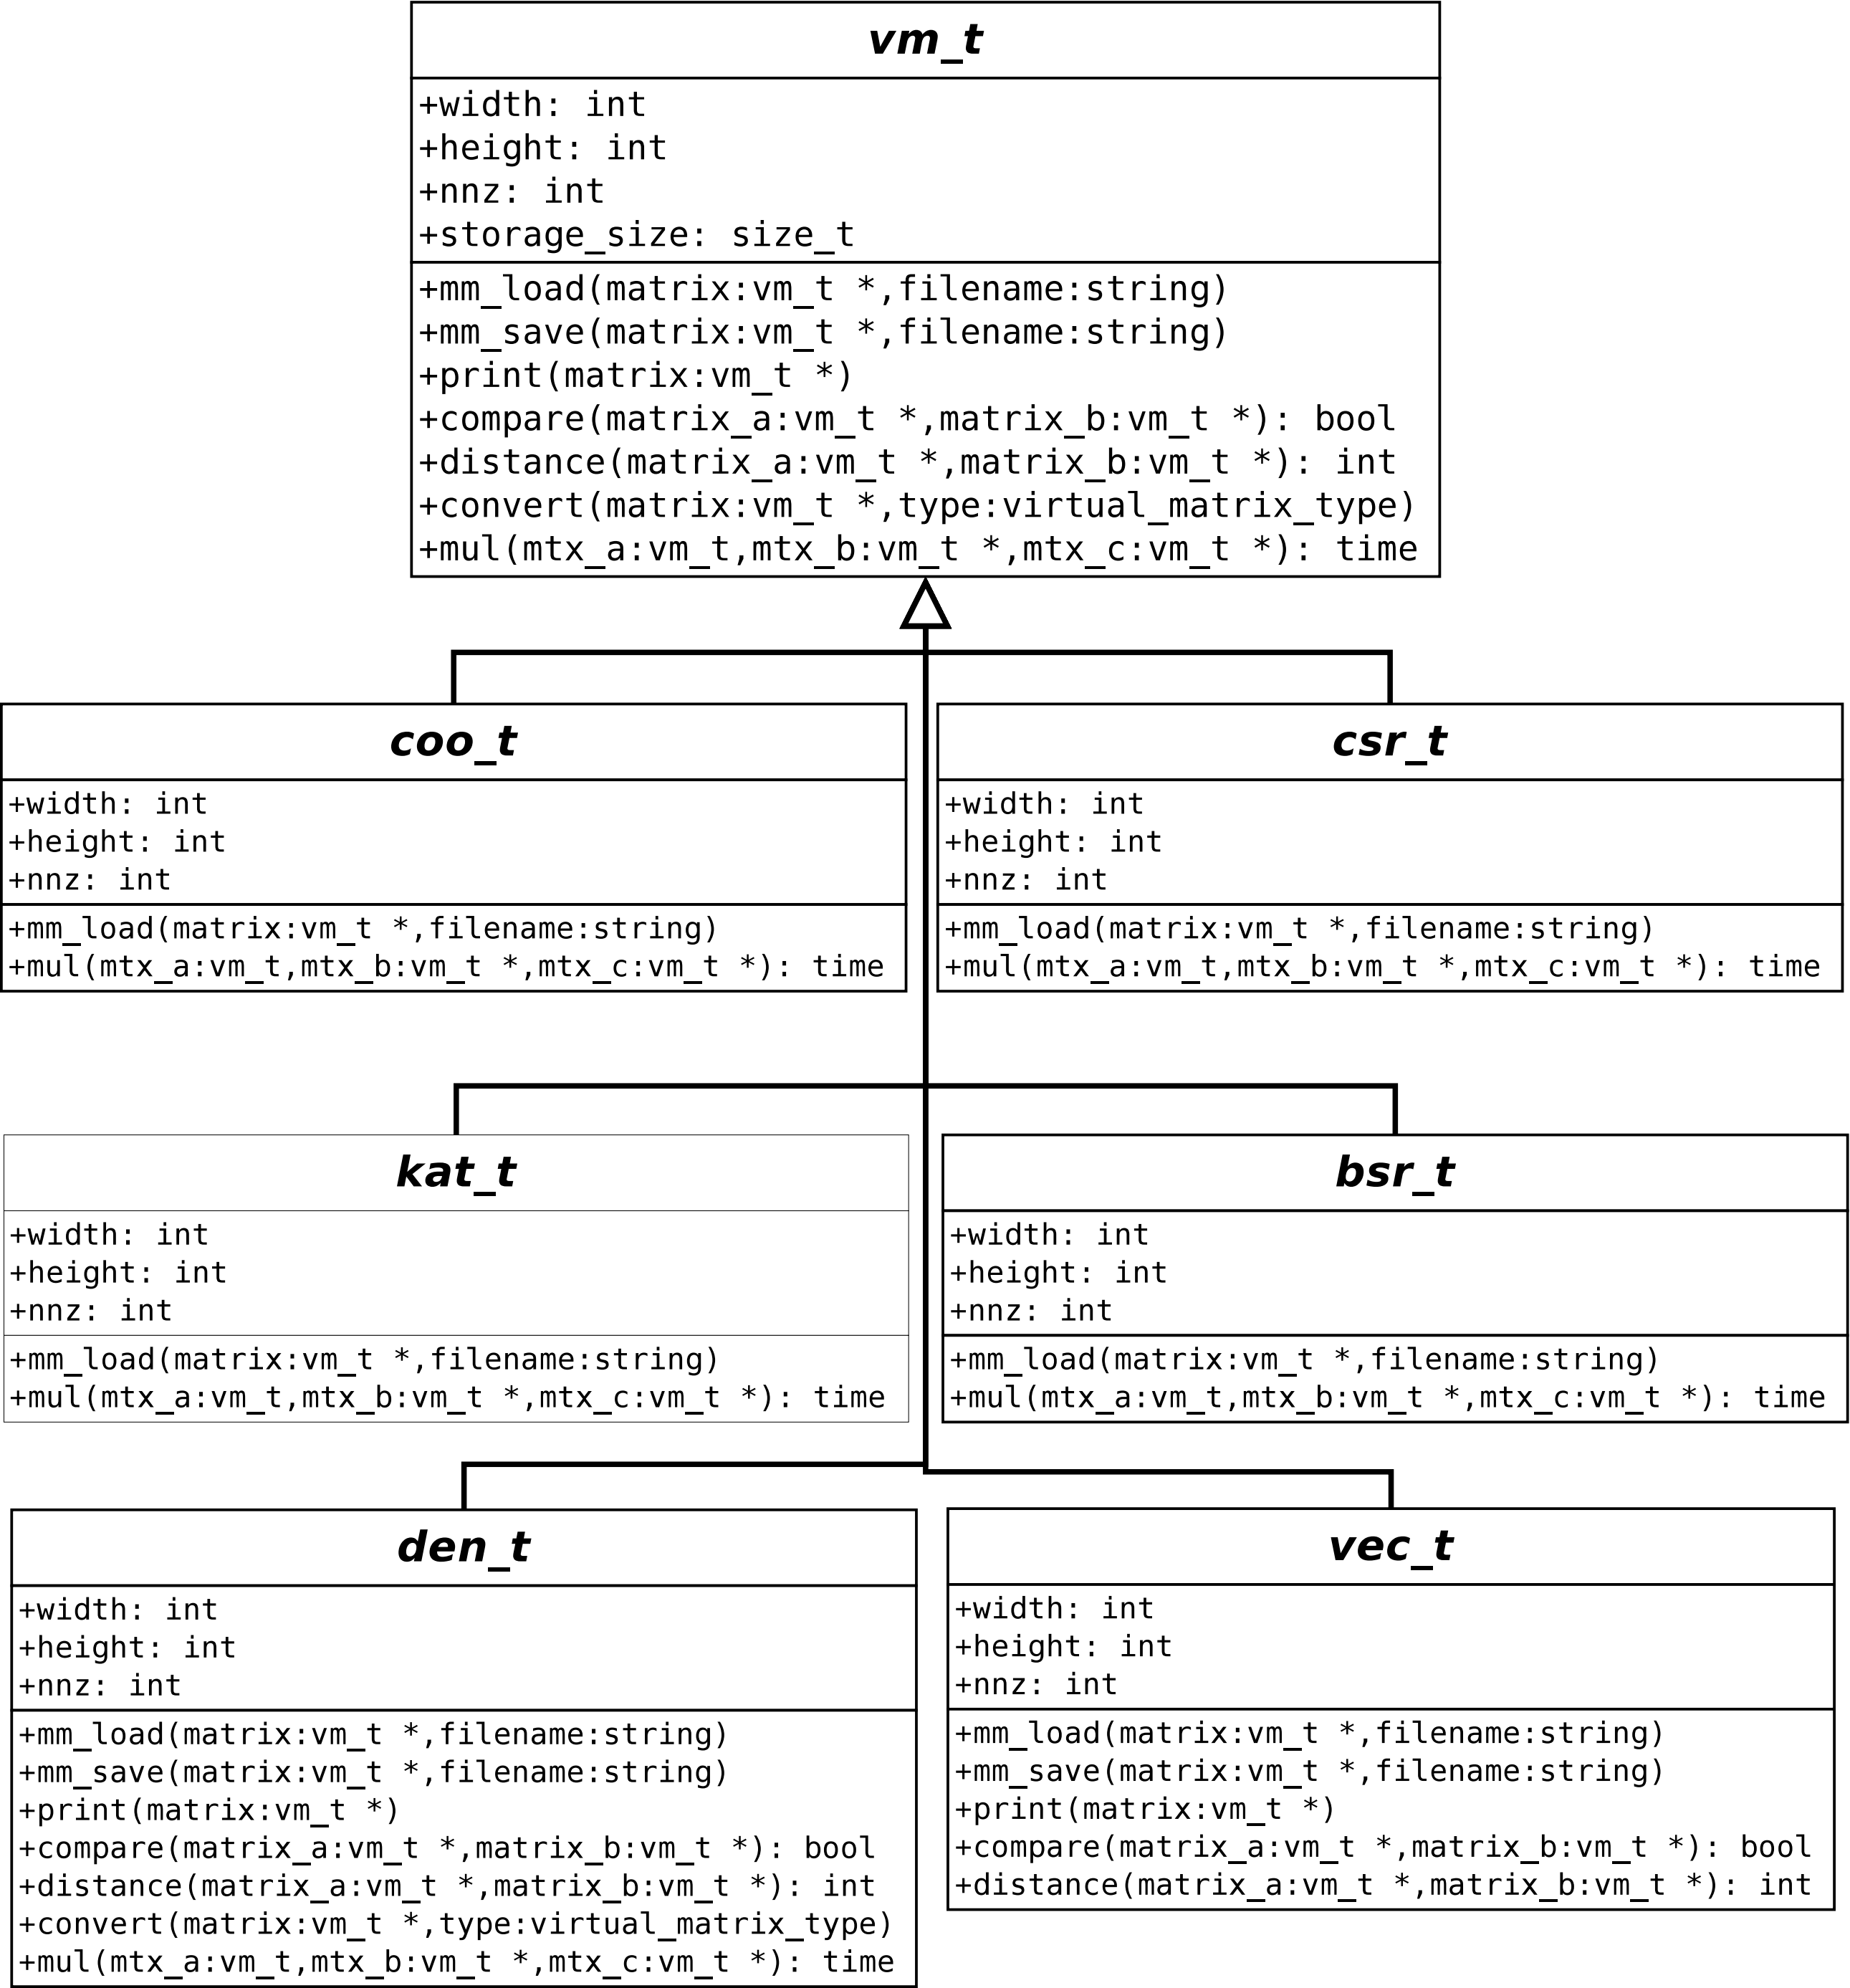 vm_t
+width: int
+height: int
+nnz: int
+storage_size: size_t
+mm_load(matrix:vm_t *,filename:string)
+mm_save(matrix:vm_t *,filename:string)
+print(matrix:vm_t *)
+compare(matrix_a:vm_t *,matrix_b:vm_t *): bool
+distance(matrix_a:vm_t *,matrix_b:vm_t *): int
+convert(matrix:vm_t *,type:virtual_matrix_type)
+mul(mtx_a:vm_t,mtx_b:vm_t *,mtx_c:vm_t *): time
coo_t
+width: int
+height: int
+nnz: int
+mm_load(matrix:vm_t *,filename:string)
+mul(mtx_a:vm_t,mtx_b:vm_t *,mtx_c:vm_t *): time
csr_t
+width: int
+height: int
+nnz: int
+mm_load(matrix:vm_t *,filename:string)
+mul(mtx_a:vm_t,mtx_b:vm_t *,mtx_c:vm_t *): time
kat_t
+width: int
+height: int
+nnz: int
+mm_load(matrix:vm_t *,filename:string)
+mul(mtx_a:vm_t,mtx_b:vm_t *,mtx_c:vm_t *): time
bsr_t
+width: int
+height: int
+nnz: int
+mm_load(matrix:vm_t *,filename:string)
+mul(mtx_a:vm_t,mtx_b:vm_t *,mtx_c:vm_t *): time
den_t
+width: int
+height: int
+nnz: int
+mm_load(matrix:vm_t *,filename:string)
+mm_save(matrix:vm_t *,filename:string)
+print(matrix:vm_t *)
+compare(matrix_a:vm_t *,matrix_b:vm_t *): bool
+distance(matrix_a:vm_t *,matrix_b:vm_t *): int
+convert(matrix:vm_t *,type:virtual_matrix_type)
+mul(mtx_a:vm_t,mtx_b:vm_t *,mtx_c:vm_t *): time
vec_t
+width: int
+height: int
+nnz: int
+mm_load(matrix:vm_t *,filename:string)
+mm_save(matrix:vm_t *,filename:string)
+print(matrix:vm_t *)
+compare(matrix_a:vm_t *,matrix_b:vm_t *): bool
+distance(matrix_a:vm_t *,matrix_b:vm_t *): int